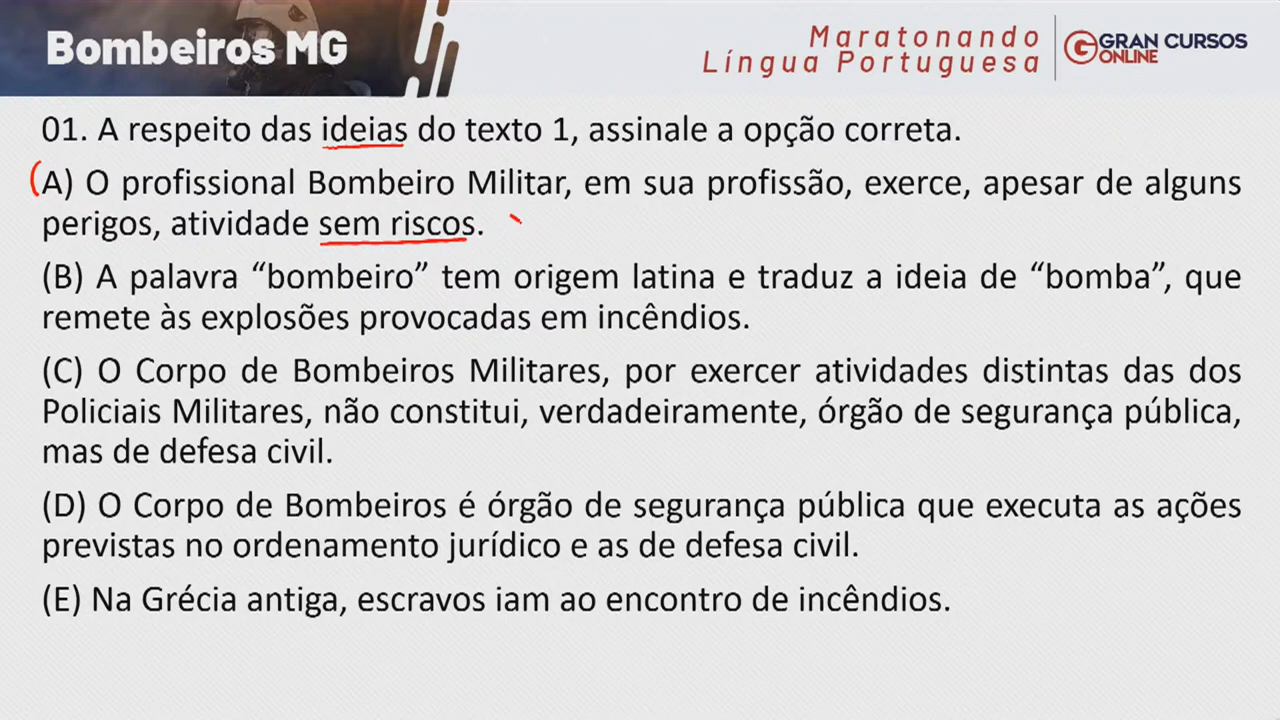 Bombeiros MG
Maratonando
Língua Portuguesa
GRAN CURSOS
ONLINE
01. A respeito das ideias do texto 1, assinale a opção correta.
(A) O profissional Bombeiro Militar, em sua profissão, exerce, apesar de alguns
perigos, atividade sem riscos.
(B) A palavra “bombeiro” tem origem latina e traduz a ideia de “bomba”, que
remete às explosões provocadas em incêndios.
(C) O Corpo de Bombeiros Militares, por exercer atividades distintas das dos
Policiais Militares, não constitui, verdadeiramente, órgão de segurança pública,
mas de defesa civil.
(D) O Corpo de Bombeiros é órgão de segurança pública que executa as ações
previstas no ordenamento jurídico e as de defesa civil.
(E) Na Grécia antiga, escravos iam ao encontro de incêndios.